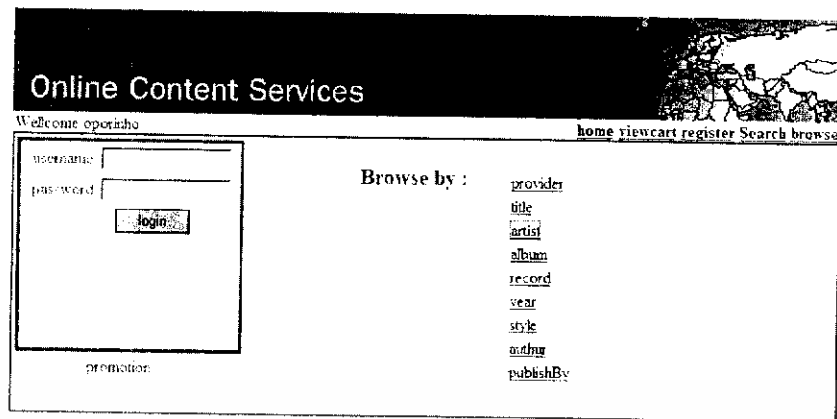 Online Content Services
Wellcome oporinho
home viewcart register Search browse
username
password
login
promotion
Browse by :
provider
title
artist
album
record
year
style
authur
publishBy